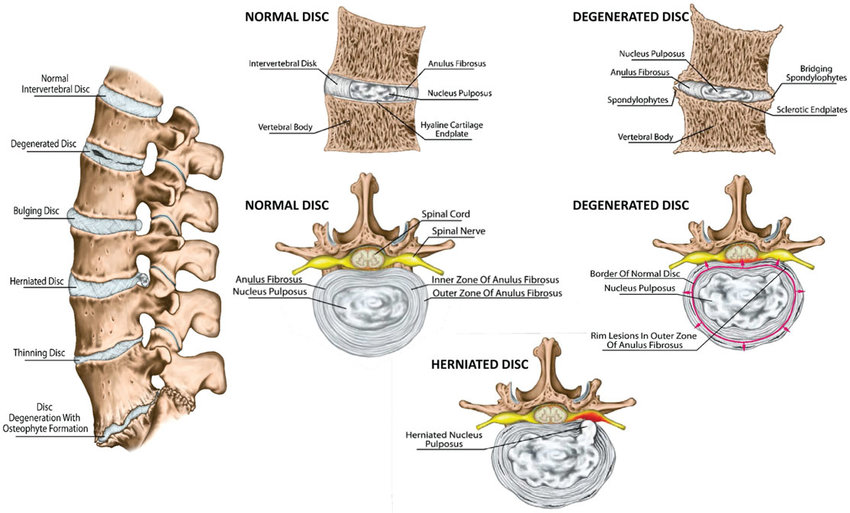 Normal
Intervertebral Disc
Degenerated Disc
Bulging Disc
Herniated Disc
Thinning Disc
Disc
Degeneration With
Osteophyte Formation
NORMAL DISC
Intervertebral Disk
Anulus Fibrosus
Nucleus Pulposus
Vertebral Body
Hyaline Cartilage
Endplate
DEGENERATED DISC
Nucleus Pulposus
Anulus Fibrosus
Bridging
Spondylophytes
Spondylophytes
Sclerotic Endplates
Vertebral Body
NORMAL DISC
Spinal Cord
Spinal Nerve
Anulus Fibrosus
Nucleus Pulposus
Inner Zone Of Anulus Fibrosus
Outer Zone Of Anulus Fibrosus
DEGENERATED DISC
Border Of Normal Disc
Nucleus Pulposus
Rim Lesions In Outer Zone
Of Anulus Fibrosus
HERNIATED DISC
Herniated Nucleus
Pulposus